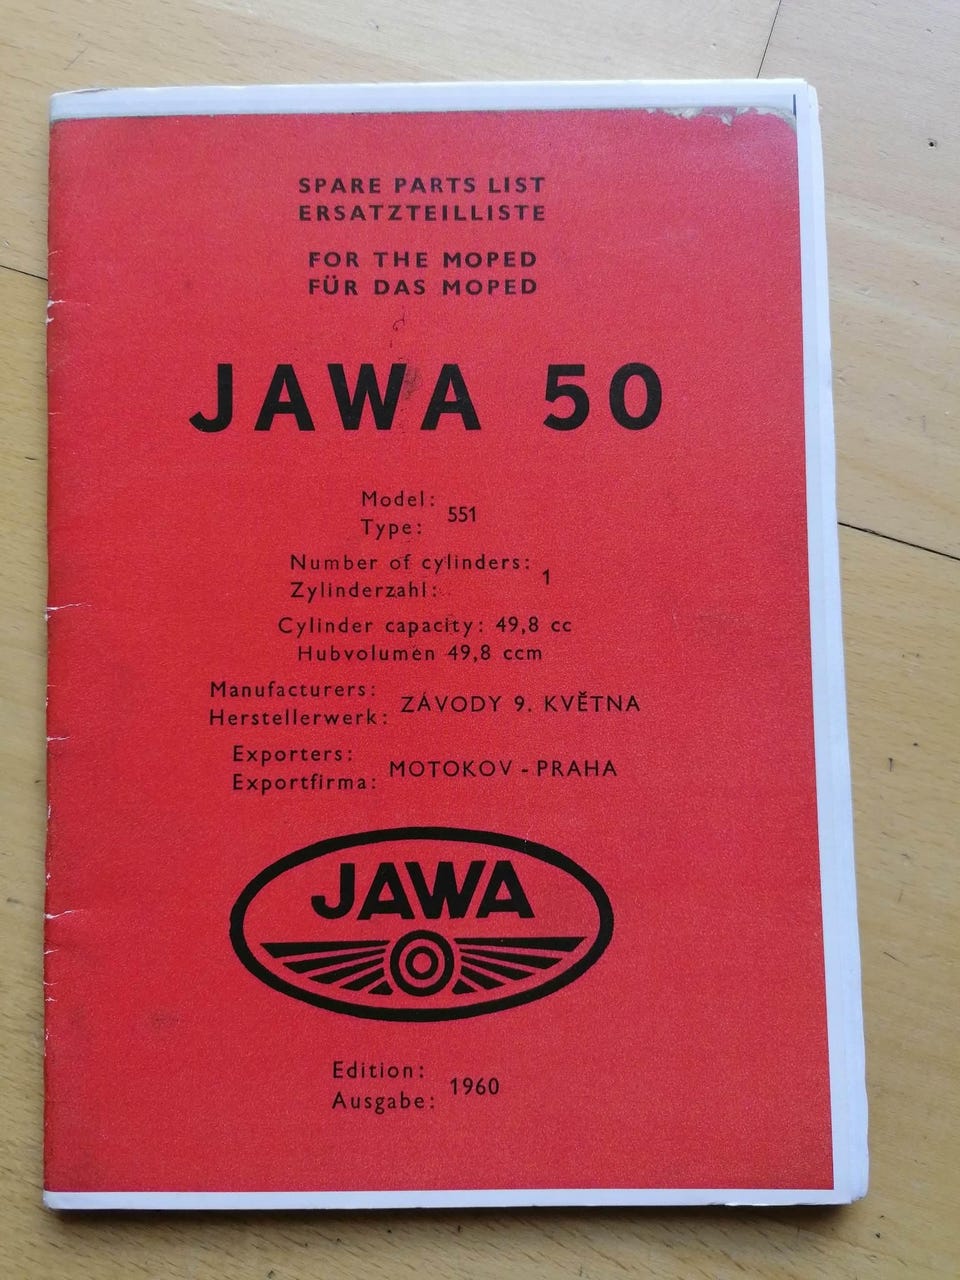 SPARE PARTS LIST
ERSATZTEILLISTE
FOR THE MOPED
FÜR DAS MOPED
JAWA 50
Model:
Type: 551
Number of cylinders:
Zylinderzahl: 1
Cylinder capacity: 49,8 cc
Hubvolumen 49,8 ccm
Manufacturers:
Herstellerwerk: ZÁVODY 9. KVĚTNA
Exporters:
Exportfirma: MOTOKOV - PRAHA
JAWA
Edition:
Ausgabe: 1960